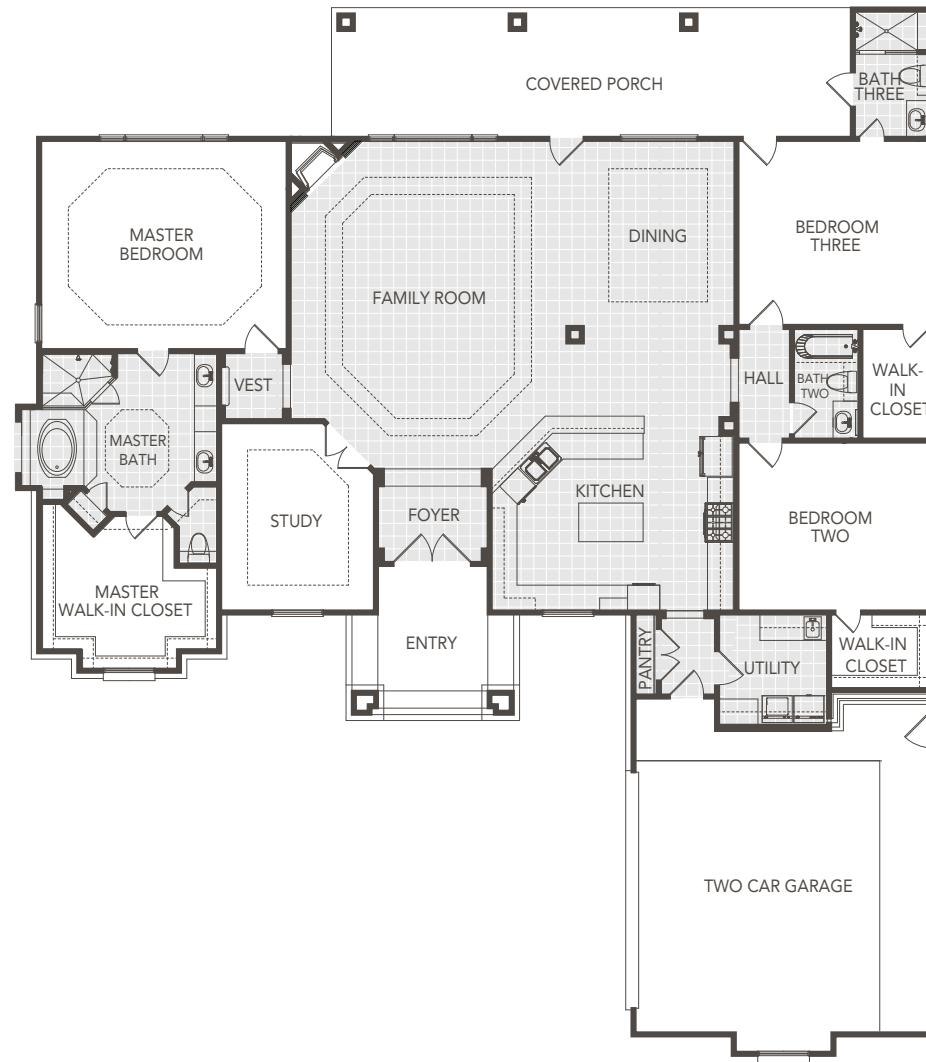 COVERED PORCH
BATH
THREE
MASTER
BEDROOM
FAMILY ROOM
DINING
BEDROOM
THREE
VEST
HALL
BATH
TWO
WALK-
IN
CLOSET
MASTER
BATH
STUDY
FOYER
KITCHEN
BEDROOM
TWO
MASTER
WALK-IN CLOSET
ENTRY
PANTRY
UTILITY
WALK-IN
CLOSET
TWO CAR GARAGE